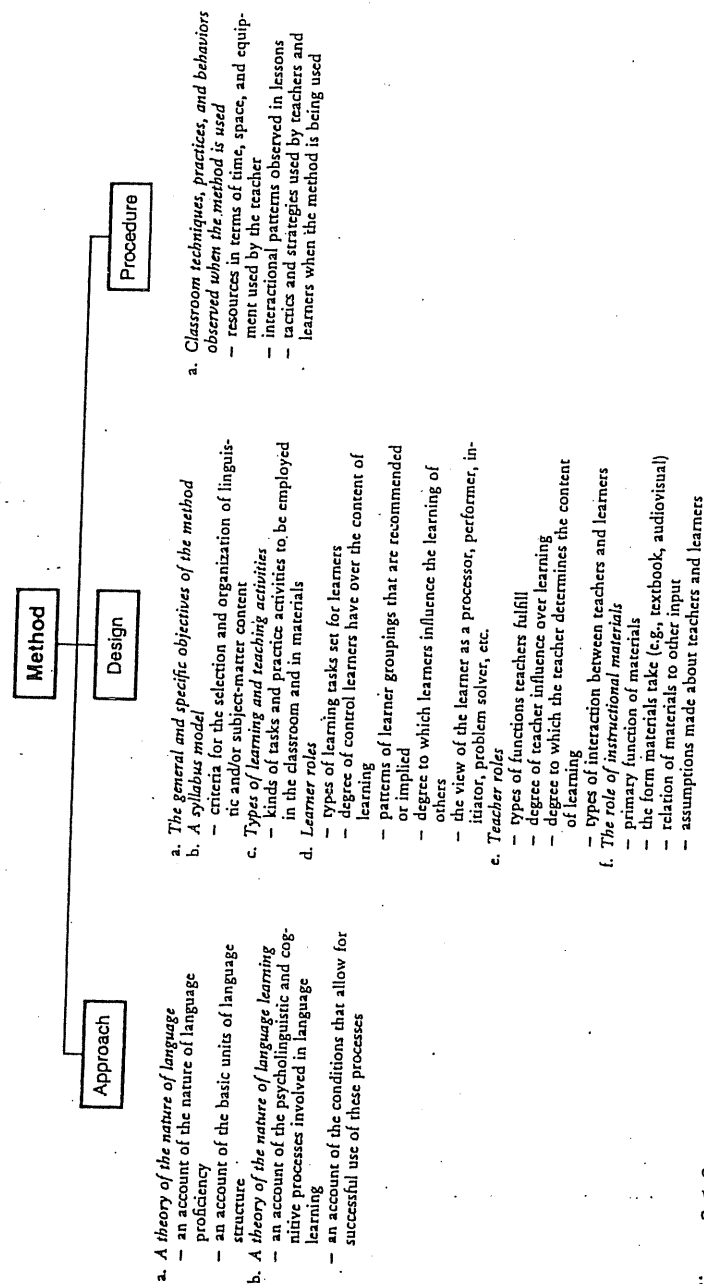 Method
Approach
Design
Procedure
a. A theory of the nature of language
– an account of the nature of language
proficiency
– an account of the basic units of language
structure
b. A theory of the nature of language learning
– an account of the psycholinguistic and cog-
nitive processes involved in language
learning
– an account of the conditions that allow for
successful use of these processes
a. The general and specific objectives of the method
b. A syllabus model
– criteria for the selection and organization of linguis-
tic and/or subject-matter content
c. Types of learning and teaching activities
– kinds of tasks and practice activities to be employed
in the classroom and in materials
d. Learner roles
– types of learning tasks set for learners
– degree of control learners have over the content of
learning
– patterns of learner groupings that are recommended
or implied
– degree to which learners influence the learning of
others
– the view of the learner as a processor, performer, in-
itiator, problem solver, etc.
e. Teacher roles
– types of functions teachers fulfill
– degree of teacher influence over learning
– degree to which the teacher determines the content
of learning
– types of interaction between teachers and learners
f. The role of instructional materials
– primary function of materials
– the form materials take (e.g., textbook, audiovisual)
– relation of materials to other input
– assumptions made about teachers and learners
a. Classroom techniques, practices, and behaviors
observed when the method is used
– resources in terms of time, space, and equip-
ment used by the teacher
– interactional patterns observed in lessons
– tactics and strategies used by teachers and
learners when the method is being used